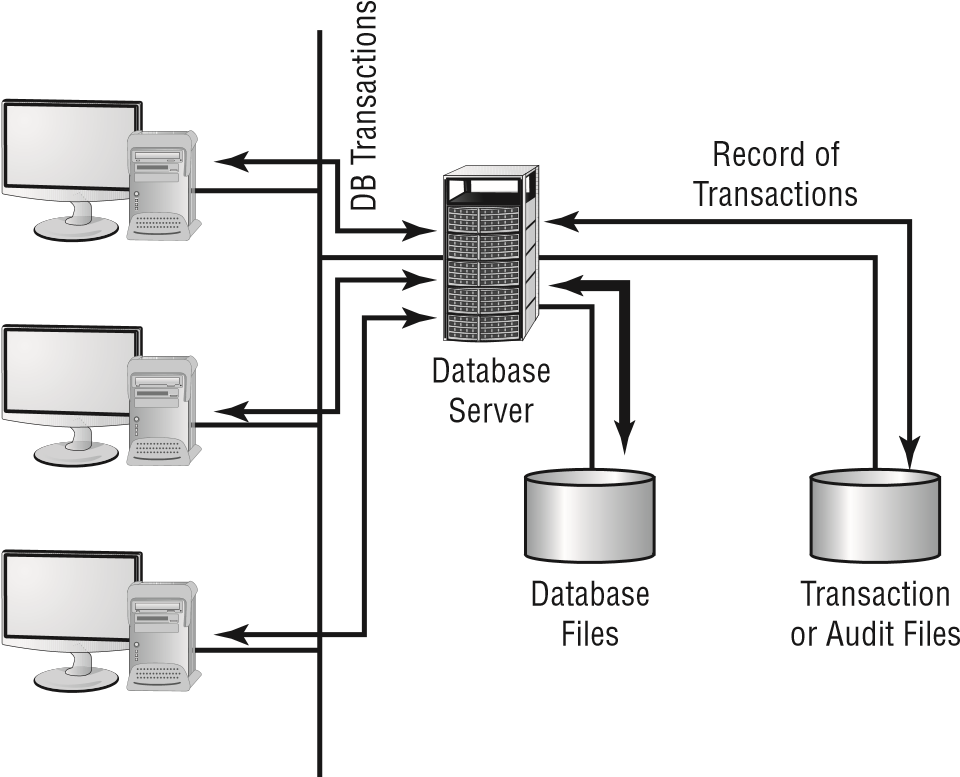 DB Transactions
Record of
Transactions
Database
Server
Database
Files
Transaction
or Audit Files